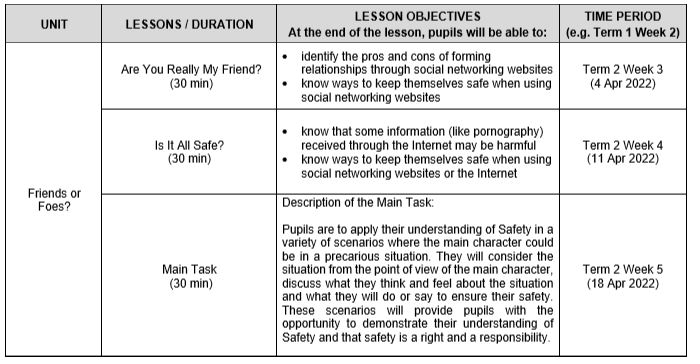 UNIT
LESSONS / DURATION
LESSON OBJECTIVES
At the end of the lesson, pupils will be able to:
TIME PERIOD
(e.g. Term 1 Week 2)
Friends or
Foes?
Are You Really My Friend?
(30 min)
• identify the pros and cons of forming
relationships through social networking websites
• know ways to keep themselves safe when using
social networking websites
Term 2 Week 3
(4 Apr 2022)
Is It All Safe?
(30 min)
• know that some information (like pornography)
received through the Internet may be harmful
• know ways to keep themselves safe when using
social networking websites or the Internet
Term 2 Week 4
(11 Apr 2022)
Main Task
(30 min)
Description of the Main Task:
Pupils are to apply their understanding of Safety in a
variety of scenarios where the main character could
be in a precarious situation. They will consider the
situation from the point of view of the main character,
discuss what they think and feel about the situation
and what they will do or say to ensure their safety.
These scenarios will provide pupils with the
opportunity to demonstrate their understanding of
Safety and that safety is a right and a responsibility.
Term 2 Week 5
(18 Apr 2022)